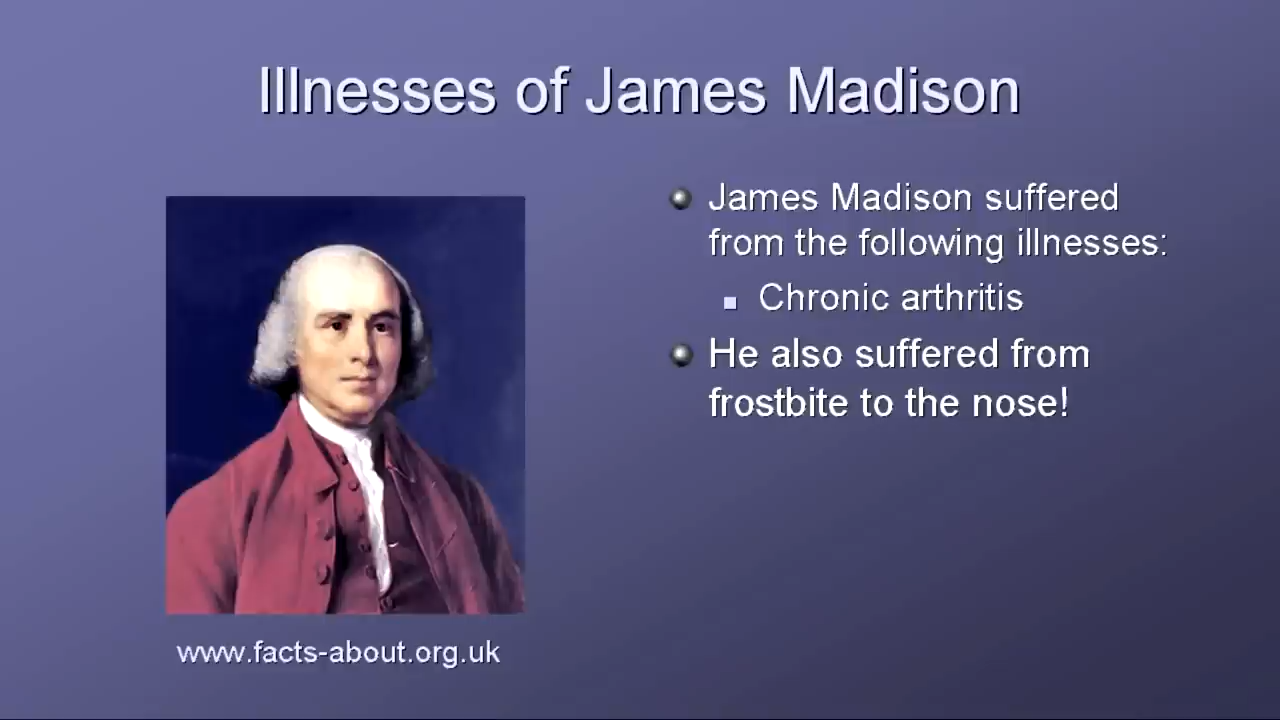 Illnesses of James Madison
James Madison suffered
from the following illnesses:
Chronic arthritis
He also suffered from
frostbite to the nose!
www.facts-about.org.uk